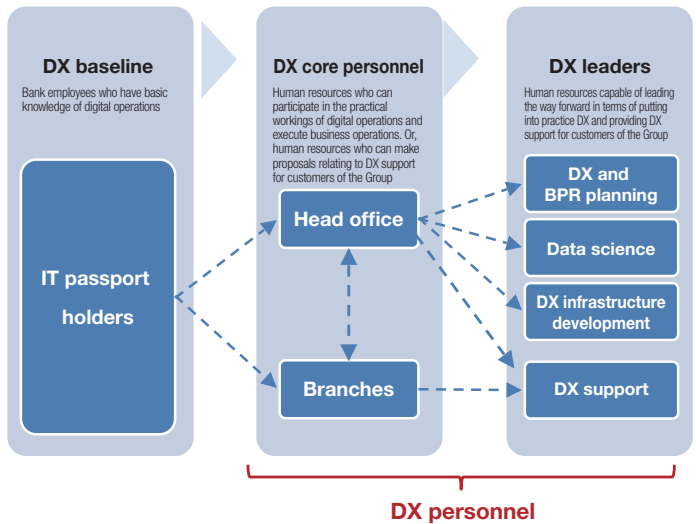 DX baseline
Bank employees who have basic
knowledge of digital operations
IT passport
holders
DX core personnel
Human resources who can
participate in the practical
workings of digital operations and
execute business operations. Or,
human resources who can make
proposals relating to DX support
for customers of the Group
Head office
Branches
DX leaders
Human resources capable of leading
the way forward in terms of putting
into practice DX and providing DX
support for customers of the Group
DX and
BPR planning
Data science
DX infrastructure
development
DX support
DX personnel